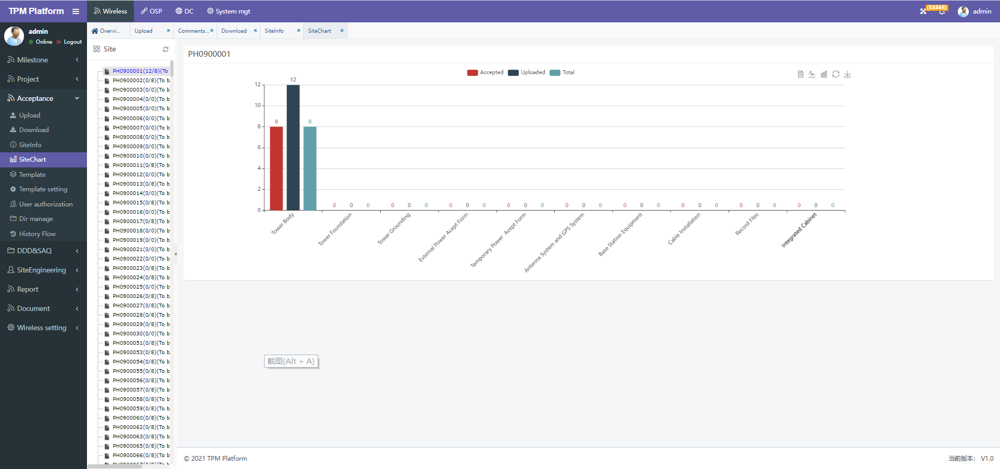 TPM Platform
Wireless
OSP
DC
System mgt
(53368)
admin
admin
Online
Logout
Milestone
Project
Acceptance
Upload
Download
SiteInfo
SiteChart
Template
Template setting
User authorization
Dir manage
History Flow
DDD&SAQ
SiteEngineering
Report
Document
Wireless setting
Overvi...
Upload
Comments...
Download
SiteInfo
SiteChart
Site
PH0900001(12/8)(To
PH0900002(0/8)(To b
PH0900003(0/0)(To b
PH0900004(0/0)(To b
PH0900005(0/0)(To b
PH0900006(0/0)(To b
PH0900007(0/0)(To b
PH0900008(0/0)(To b
PH0900009(0/0)(To b
PH0900010(0/0)(To b
PH0900011(0/8)(To b
PH0900012(0/0)(To b
PH0900013(0/8)(To b
PH0900014(0/0)(To b
PH0900015(0/8)(To b
PH0900016(0/0)(To b
PH0900017(0/8)(To b
PH0900018(0/0)(To b
PH0900019(0/0)(To b
PH0900021(0/0)(To b
PH0900022(0/0)(To b
PH0900023(0/8)(To b
PH0900024(0/8)(To b
PH0900025(0/0)(To b
PH0900026(0/8)(To b
PH0900027(0/8)(To b
PH0900028(0/8)(To b
PH0900029(0/8)(To b
PH0900030(0/0)(To b
PH0900051(0/8)(To b
PH0900053(0/8)(To b
PH0900054(0/8)(To b
PH0900055(0/8)(To b
PH0900056(0/8)(To b
PH0900057(0/8)(To b
PH0900058(0/8)(To b
PH0900059(0/8)(To b
PH0900060(0/8)(To b
PH0900062(0/8)(To b
PH0900063(0/8)(To b
PH0900065(0/8)(To b
PH0900066(0/8)(To b
PH0900067(0/8)(To b
PH0900001
Accepted
Uploaded
Total
12
10
8
6
4
2
0
8
12
8
0 0 0
0 0 0
0 0 0
0 0 0
0 0 0
0 0 0
0 0 0
0 0 0
0 0 0
Tower Body
Tower Foundation
Tower Grounding
External Power Acept Form
Temporary Power Acept Form
Antenna System and GPS System
Base Station Equipment
Cable Installation
Record Files
Integrated Cabinet
截图(Alt + A)
© 2021 TPM Platform
当前版本: V1.0